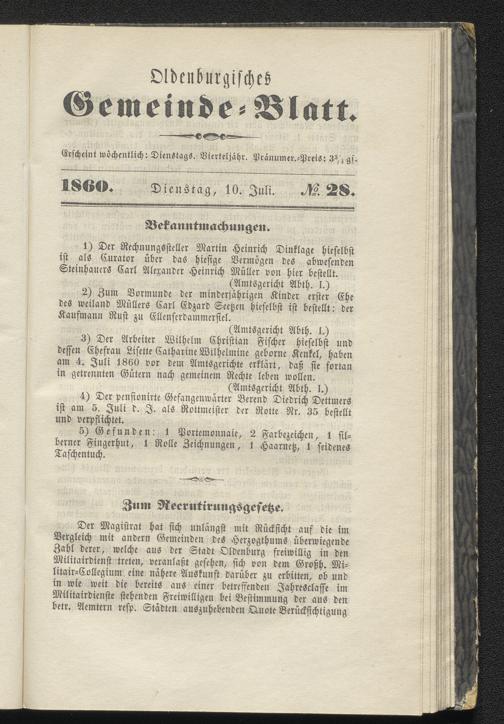 Oldenburgisches
Gemeinde-Blatt.
Erscheint wöchentlich: Dienstags. Vierteljähr. Pränumer.-Preis: 3¾ gr.
1860. Dienstag, 10. Juli. № 28.
Bekanntmachungen.
1) Der Rechnungssteller Martin Heinrich Dinklage hieselbst
ist als Curator über das hiesige Vermögen des abwesenden
Steinhauers Carl Alexander Heinrich Müller von hier bestellt.
(Amtsgericht Abth. I.)
2) Zum Vormunde der minderjährigen Kinder erster Ehe
des weiland Müllers Carl Edzard Seetzen hieselbst ist bestellt: der
Kaufmann Rust zu Ellenserdammersiel.
(Amtsgericht Abth. I.)
3) Der Arbeiter Wilhelm Christian Fischer hieselbst und
dessen Ehefrau Lisette Catharine Wilhelmine geborne Kenkel, haben
am 4. Juli 1860 vor dem Amtsgerichte erklärt, daß sie fortan
in getrennten Gütern nach gemeinem Rechte leben wollen.
(Amtsgericht Abth. I.)
4) Der pensionirte Gefangenwärter Berend Diedrich Dettmers
ist am 5. Juli d. J. als Rottmeister der Rotte Nr. 35 bestellt
und verpflichtet.
5) Gefunden: 1 Portemonnaie, 2 Farbezeichen, 1 sil-
berner Fingerhut, 1 Rolle Zeichnungen, 1 Haarnetz, 1 seidenes
Taschentuch.
Zum Recrutirungsgesetze.
Der Magistrat hat sich unlängst mit Rücksicht auf die im
Vergleich mit andern Gemeinden des Herzogthums überwiegende
Zahl derer, welche aus der Stadt Oldenburg freiwillig in den
Militairdienst treten, veranlaßt gesehen, sich von dem Großh. Mi-
litair-Collegium eine nähere Auskunft darüber zu erbitten, ob und
in wie weit die bereits aus einer betreffenden Jahresclasse im
Militairdienste stehenden Freiwilligen bei Bestimmung der aus den
betr. Aemtern resp. Städten auszuhebenden Quote Berücksichtigung